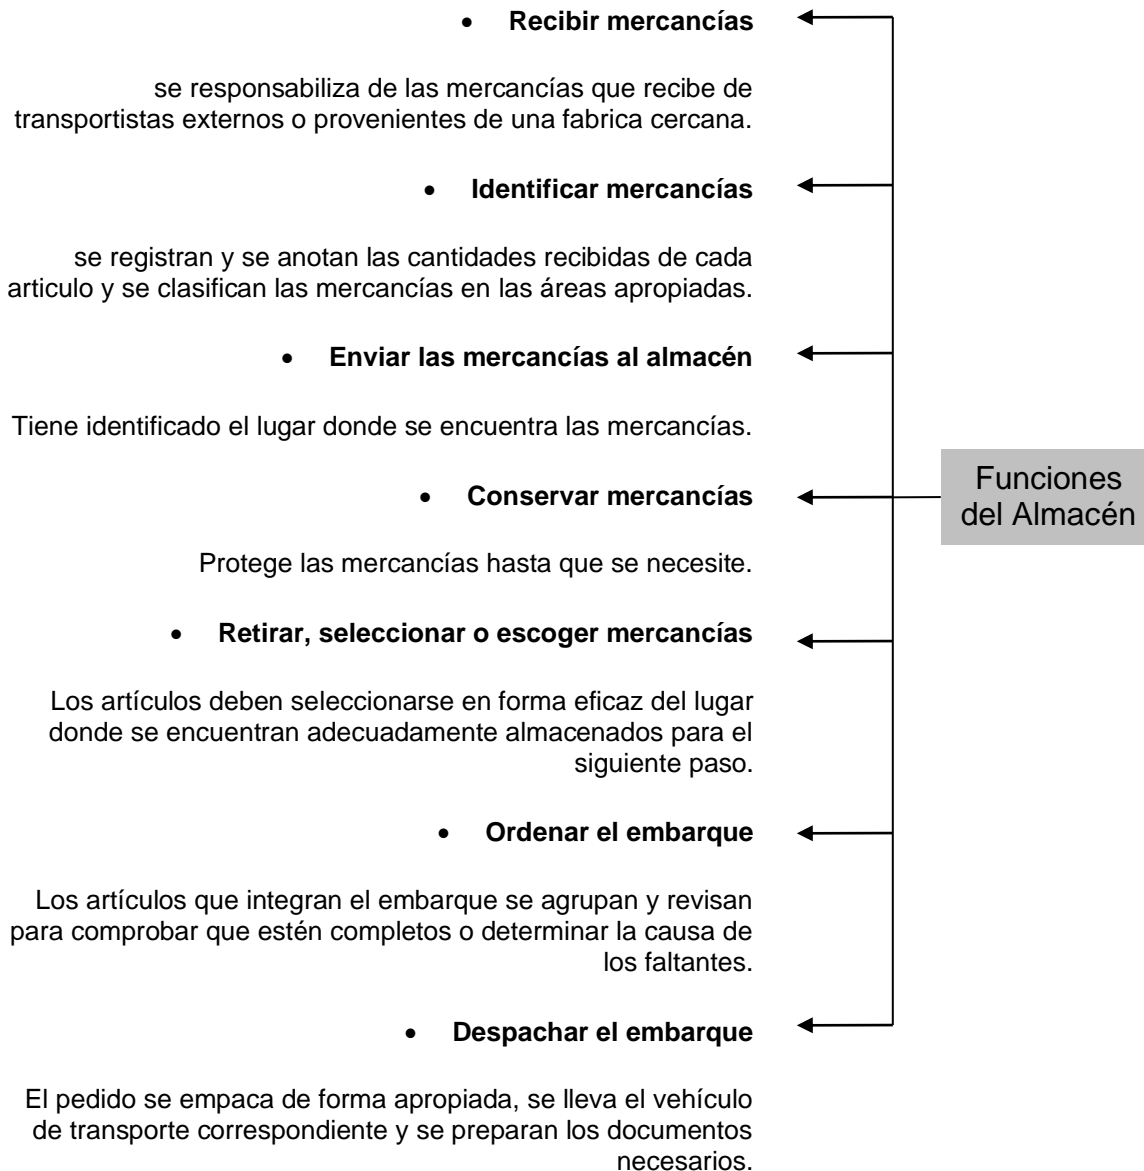 • Recibir mercancías
se responsabiliza de las mercancías que recibe de
transportistas externos o provenientes de una fabrica cercana.
• Identificar mercancías
se registran y se anotan las cantidades recibidas de cada
articulo y se clasifican las mercancías en las áreas apropiadas.
• Enviar las mercancías al almacén
Tiene identificado el lugar donde se encuentra las mercancías.
• Conservar mercancías
Protege las mercancías hasta que se necesite.
• Retirar, seleccionar o escoger mercancías
Los artículos deben seleccionarse en forma eficaz del lugar
donde se encuentran adecuadamente almacenados para el
siguiente paso.
• Ordenar el embarque
Los artículos que integran el embarque se agrupan y revisan
para comprobar que estén completos o determinar la causa de
los faltantes.
• Despachar el embarque
El pedido se empaca de forma apropiada, se lleva el vehículo
de transporte correspondiente y se preparan los documentos
necesarios.
Funciones
del Almacén